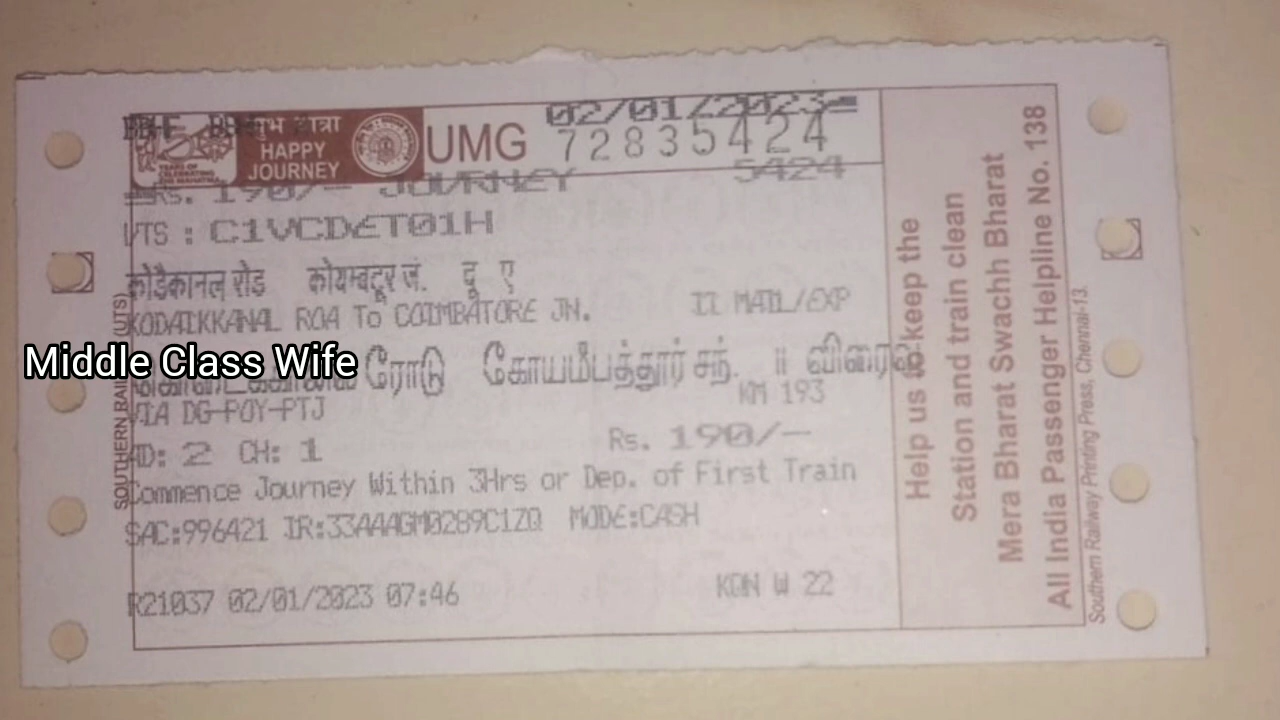 शुभ यात्रा
HAPPY
JOURNEY
UMG 72835424
02/01/2023
Rs. 190/- JOURNEY 5424
UTS : C1VCDET01H
कोडैकानल रोड कोयम्बटूर जं. दू ए
KODAIKKANAL ROA To COIMBATORE JN. II MAIL/EXP
Middle Class Wife
ரோடு கோயம்பத்தூர் சந். II விரைவு
KM 193
VIA DG-POY-PTJ
AD: 2 CH: 1 Rs. 190/-
Commence Journey Within 3Hrs or Dep. of First Train
SAC:996421 IR:33AAAGM0289C1ZQ MODE:CASH
R21037 02/01/2023 07:46 KQN W 22
SOUTHERN RAIL (UTS)
Help us to keep the
Station and train clean
Mera Bharat Swachh Bharat
All India Passenger Helpline No. 138
Southern Railway Printing Press, Chennai-13.